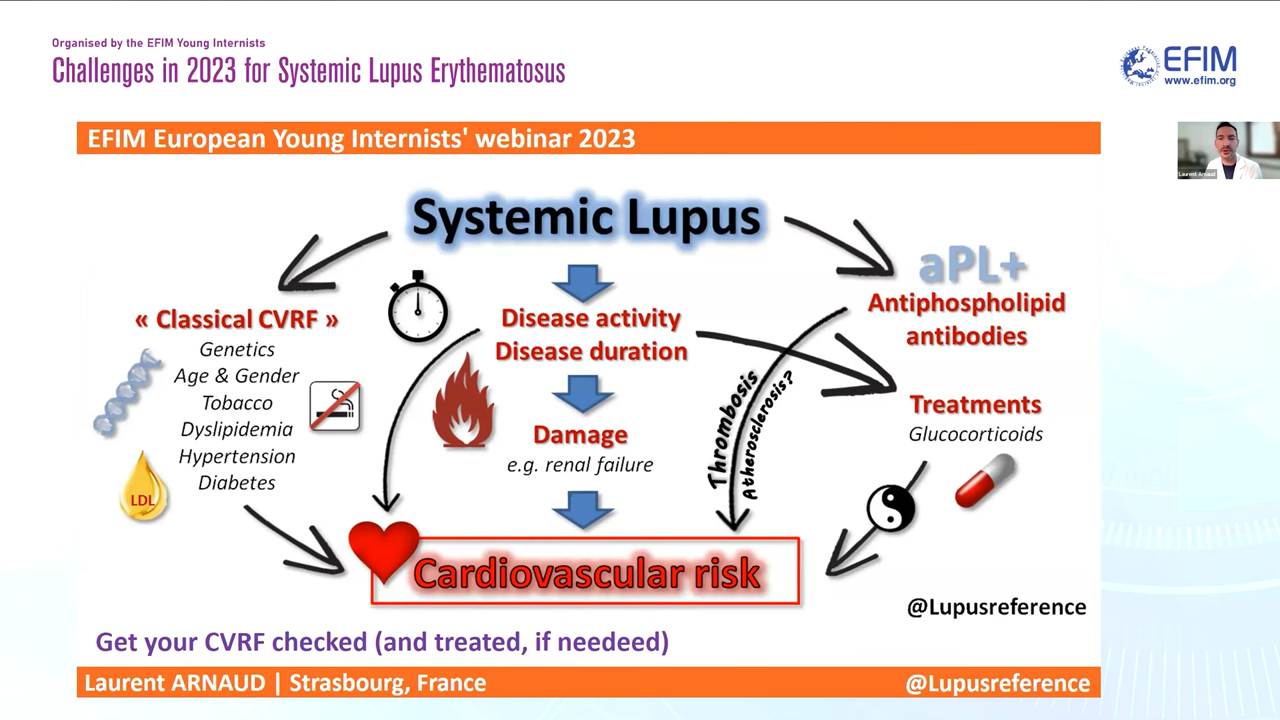 Organised by the EFIM Young Internists
Challenges in 2023 for Systemic Lupus Erythematosus
EFIM
www.efim.org
EFIM European Young Internists' webinar 2023
Laurent Arnaud
Systemic Lupus
aPL+
Antiphospholipid
antibodies
« Classical CVRF »
Genetics
Age & Gender
Tobacco
Dyslipidemia
Hypertension
Diabetes
LDL
Disease activity
Disease duration
Damage
e.g. renal failure
Thrombosis
Atherosclerosis?
Treatments
Glucocorticoids
Cardiovascular risk
@Lupusreference
Get your CVRF checked (and treated, if needeed)
Laurent ARNAUD | Strasbourg, France
@Lupusreference